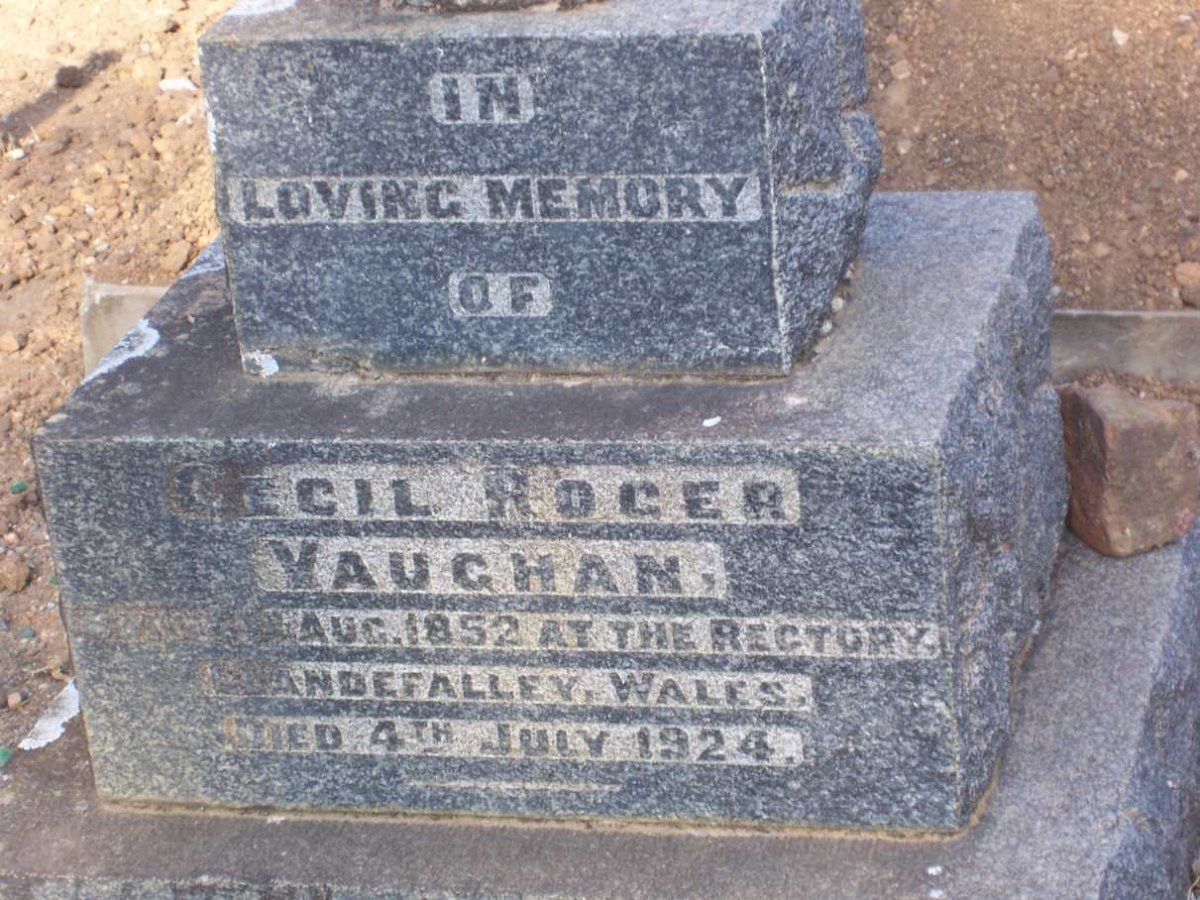 IN
LOVING MEMORY
OF
CECIL ROGER
VAUGHAN.
AUG. 1852 AT THE RECTORY,
LLANDEFALLEY, WALES.
DIED 4TH JULY 1924.